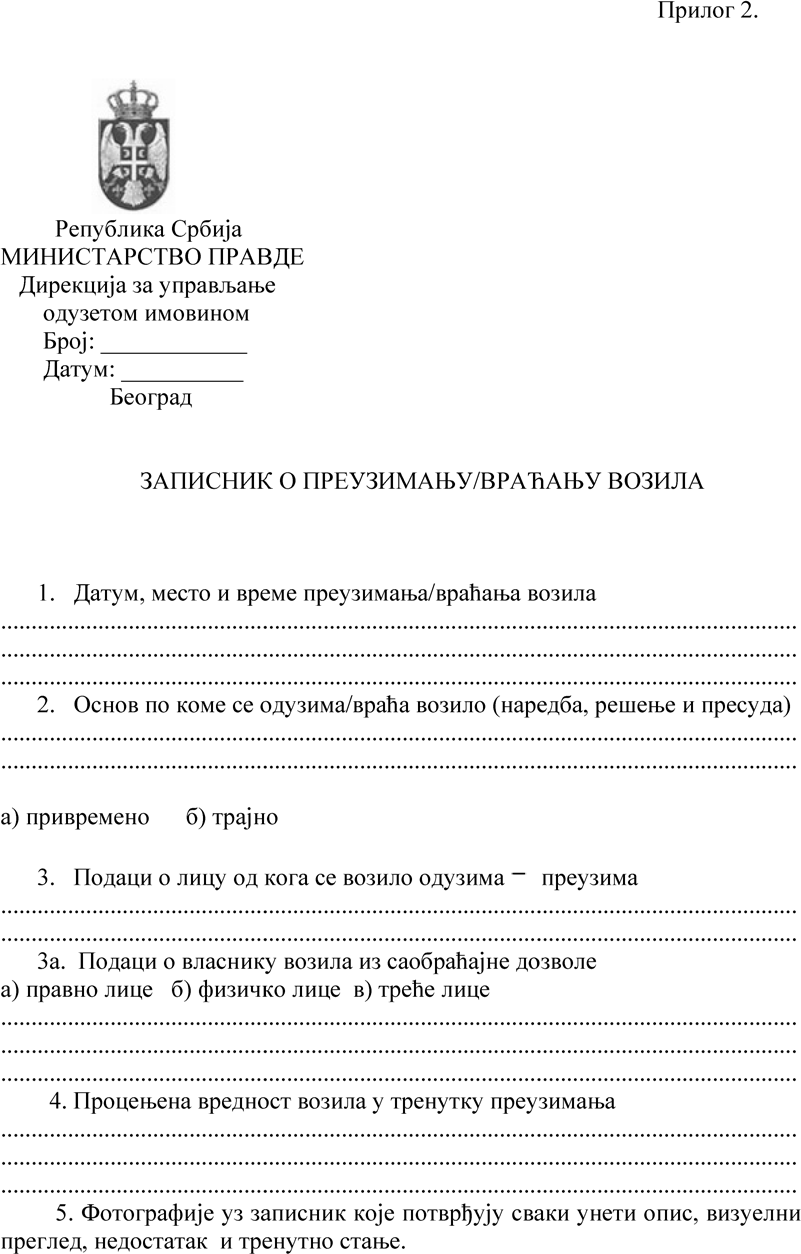 Прилог 2.
Република Србија
МИНИСТАРСТВО ПРАВДЕ
Дирекција за управљање
одузетом имовином
Број: ____________
Датум: __________
Београд
ЗАПИСНИК О ПРЕУЗИМАЊУ/ВРАЋАЊУ ВОЗИЛА
1. Датум, место и време преузимања/враћања возила
2. Основ по коме се одузима/враћа возило (наредба, решење и пресуда)
а) привремено б) трајно
3. Подаци о лицу од кога се возило одузима – преузима
3а. Подаци о власнику возила из саобраћајне дозволе
а) правно лице б) физичко лице в) треће лице
4. Процењена вредност возила у тренутку преузимања
5. Фотографије уз записник које потврђују сваки унети опис, визуелни
преглед, недостатак и тренутно стање.